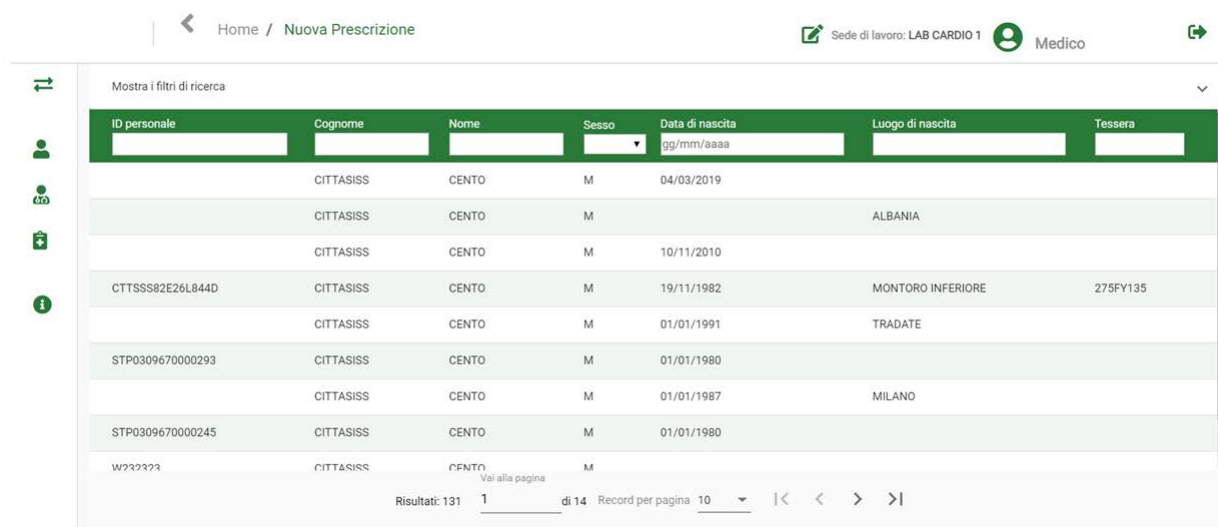 Home / Nuova Prescrizione Sede di lavoro: LAB CARDIO 1 Medico
Mostra i filtri di ricerca
ID personale Cognome Nome Sesso Data di nascita Luogo di nascita Tessera
gg/mm/aaaa
CITTASISS CENTO M 04/03/2019
CITTASISS CENTO M ALBANIA
CITTASISS CENTO M 10/11/2010
CTTSSS82E26L844D CITTASISS CENTO M 19/11/1982 MONTORO INFERIORE 275FY135
CITTASISS CENTO M 01/01/1991 TRADATE
STP0309670000293 CITTASISS CENTO M 01/01/1980
CITTASISS CENTO M 01/01/1987 MILANO
STP0309670000245 CITTASISS CENTO M 01/01/1980
W232323 CITTASISS CENTO M
Vai alla pagina
Risultati: 131 1 di 14 Record per pagina 10